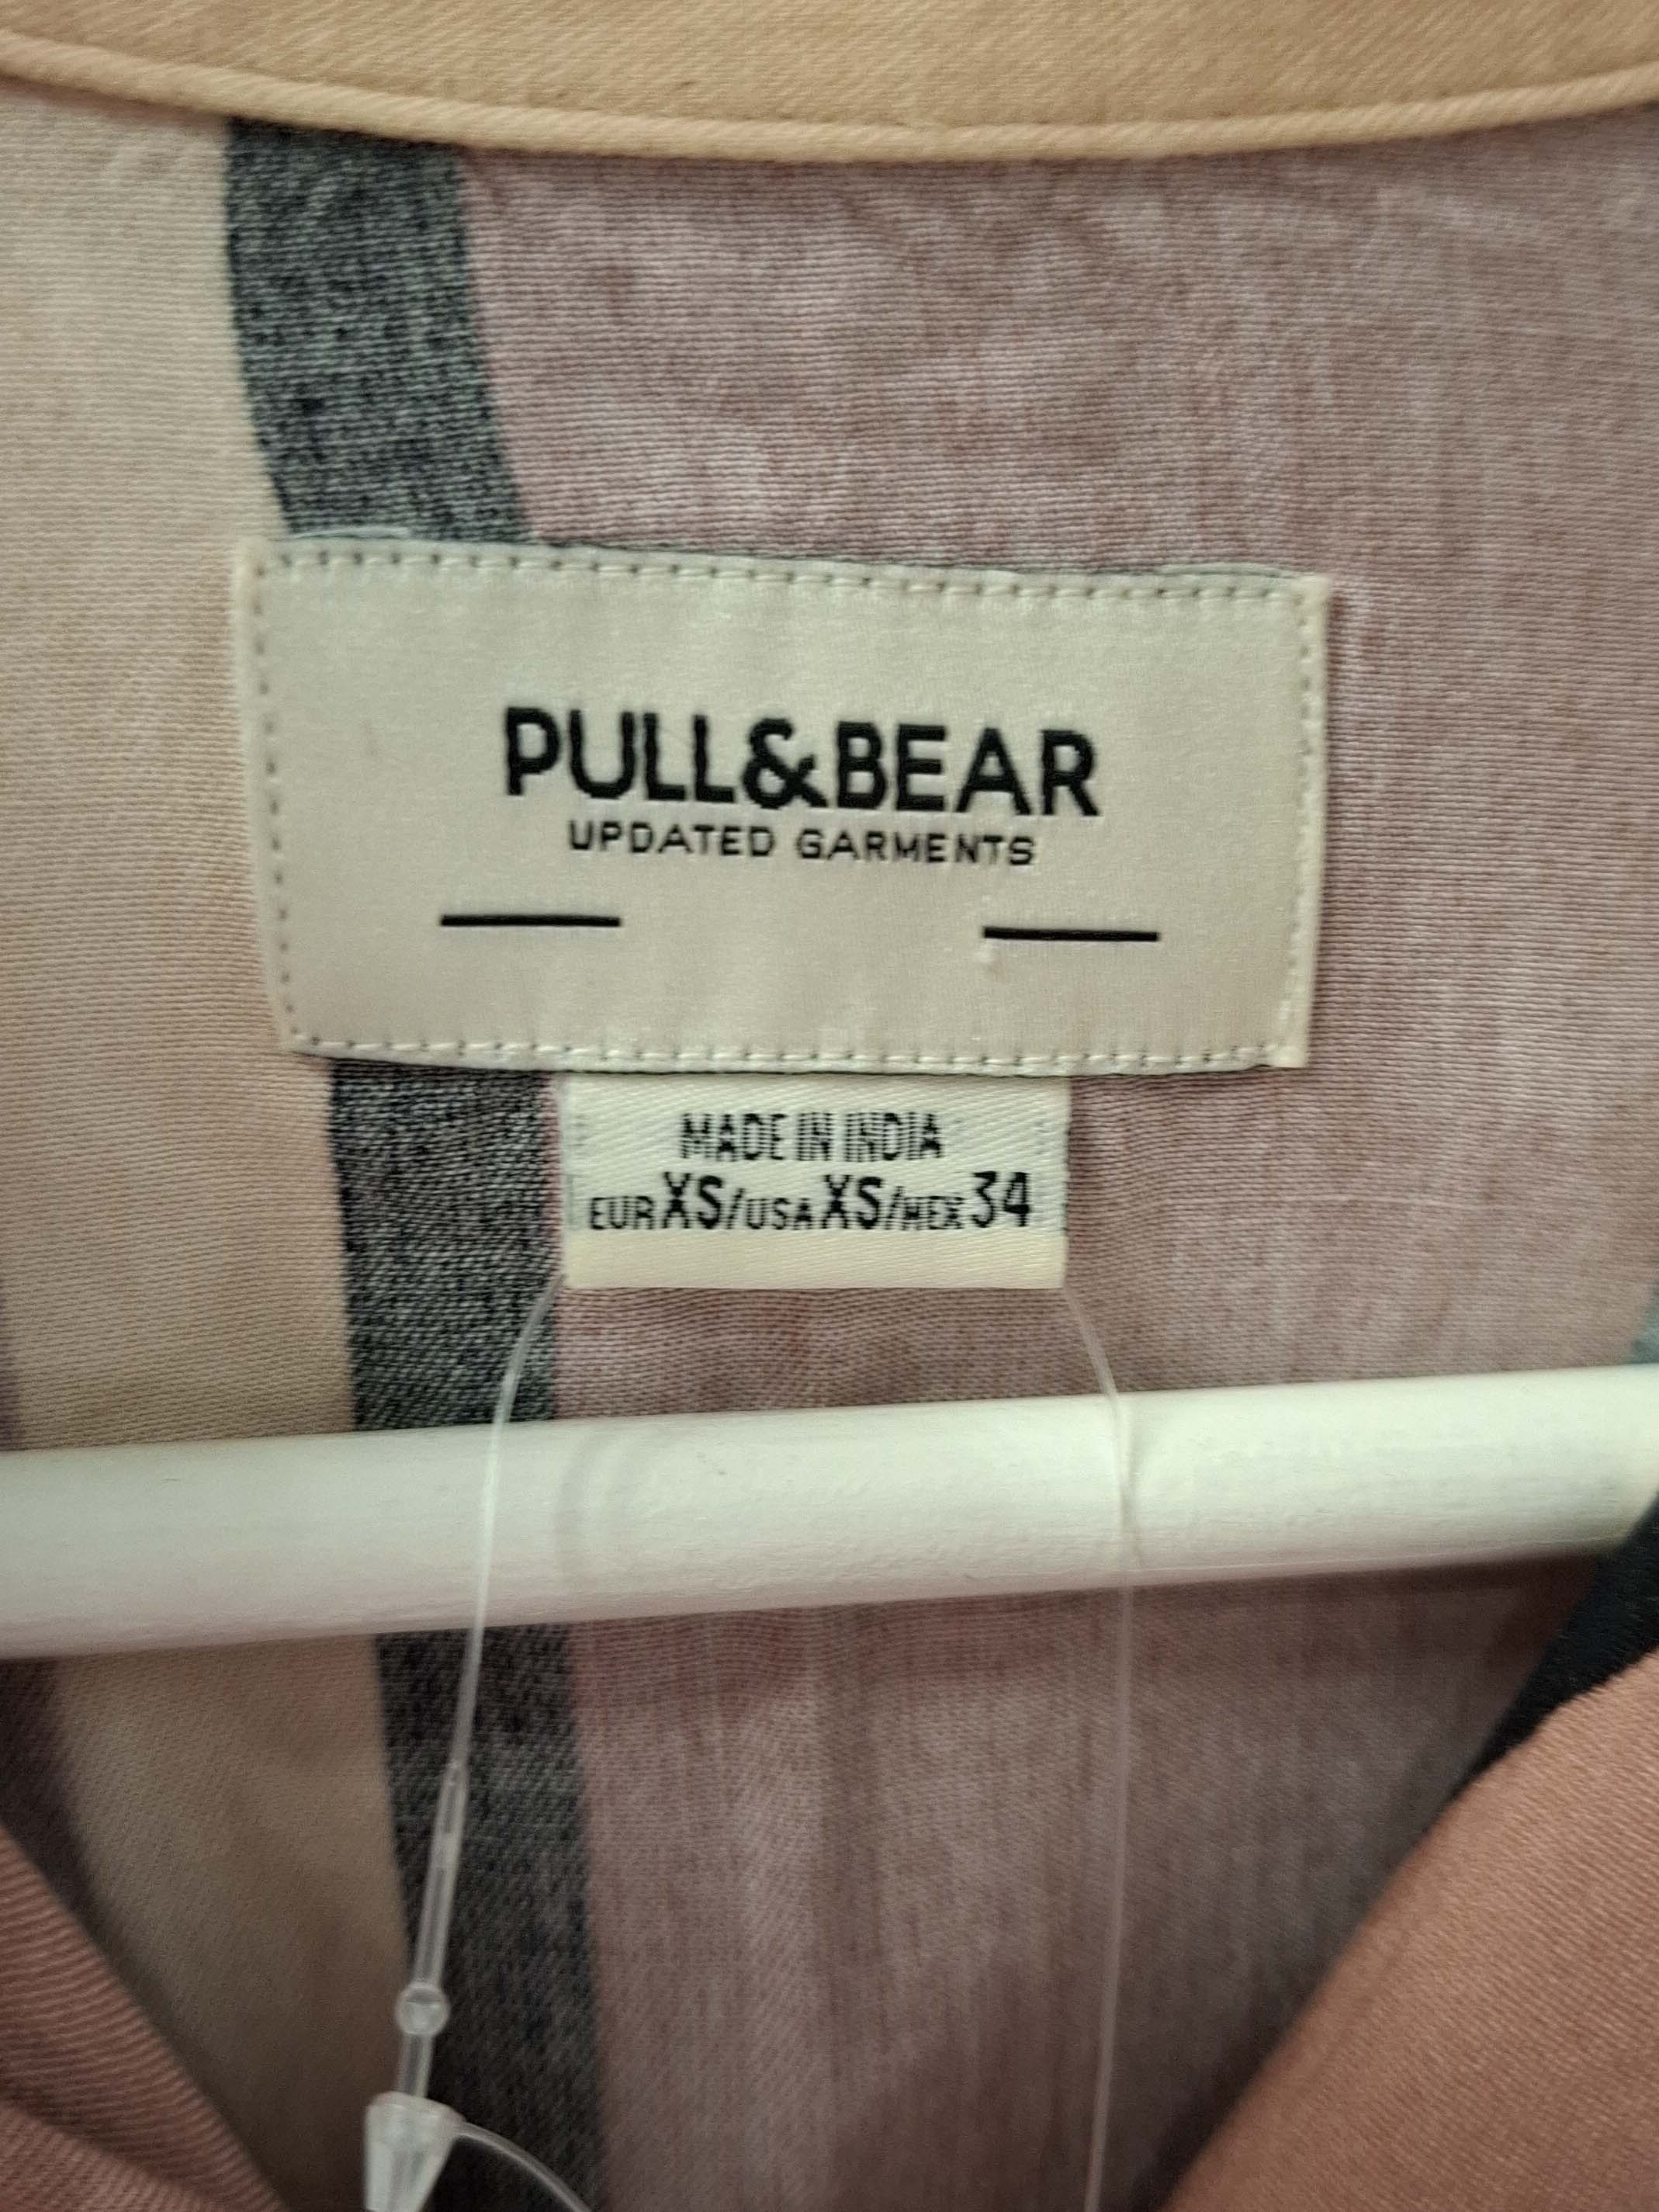 PULL&BEAR
UPDATED GARMENTS
MADE IN INDIA
EUR XS/USA XS/MEX 34